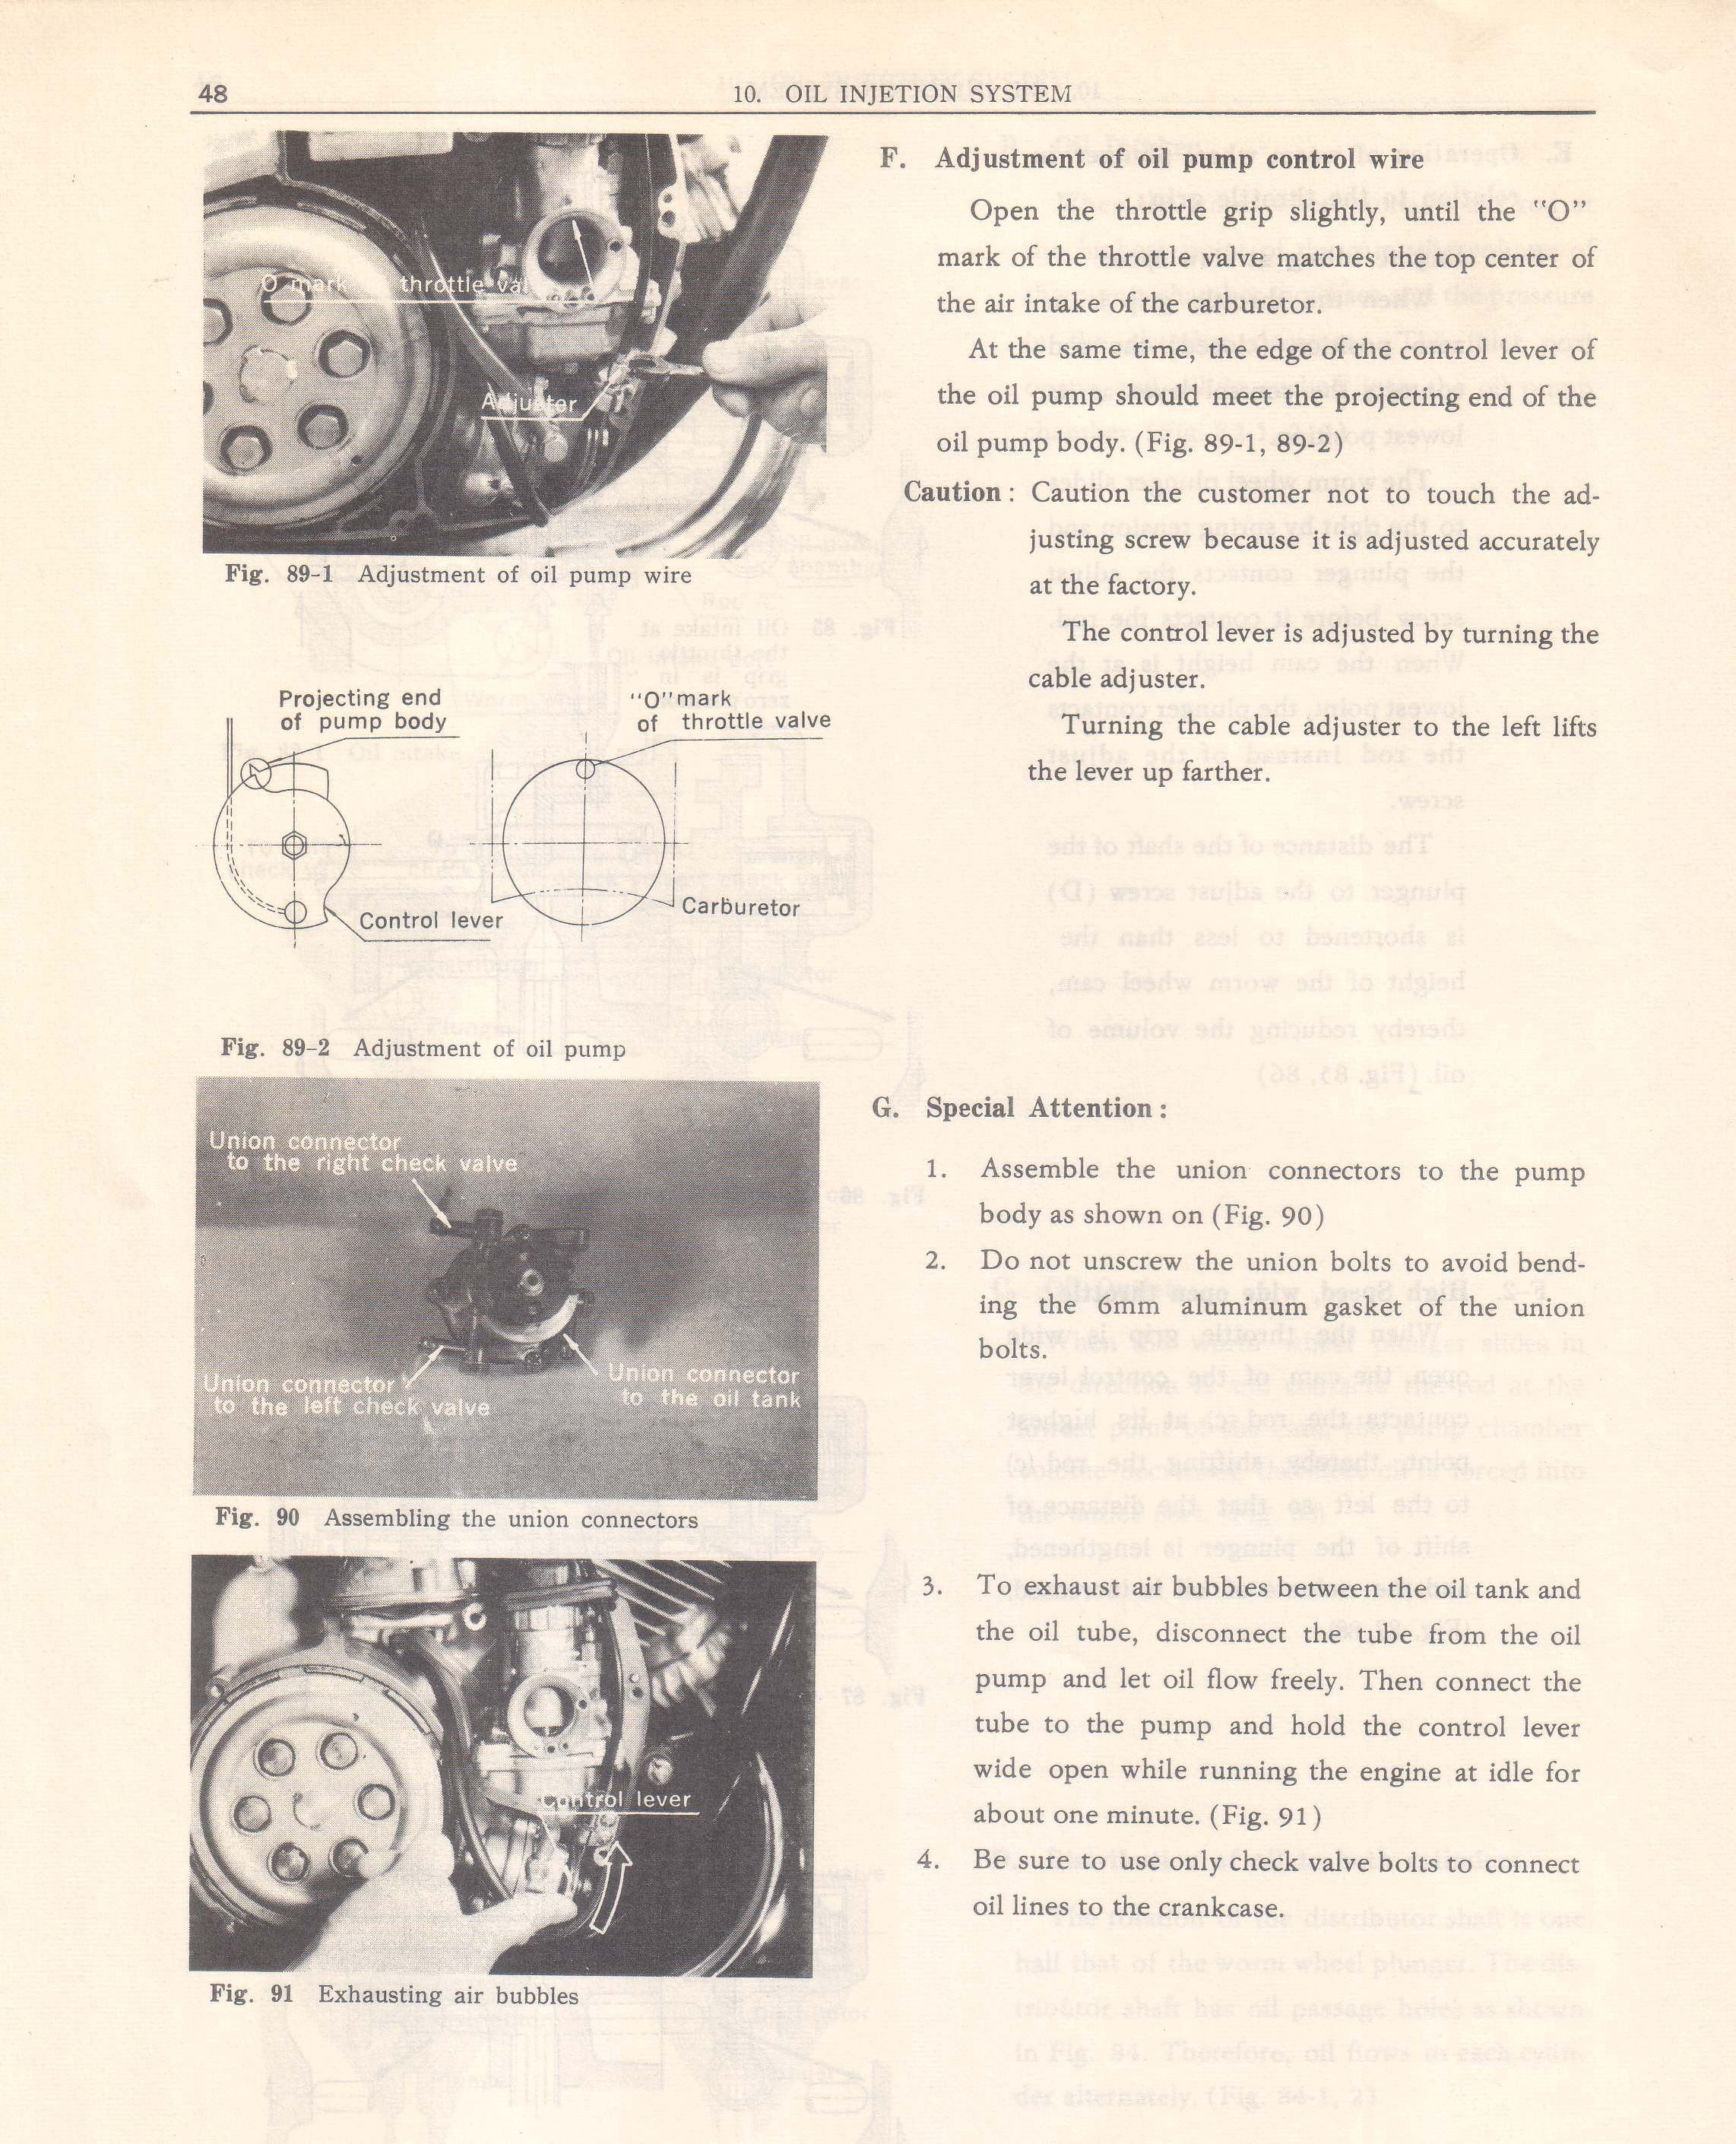 48
10. OIL INJETION SYSTEM
O mark throttle val
Adjuster
Fig. 89-1 Adjustment of oil pump wire
Projecting end
of pump body
"O" mark
of throttle valve
Control lever
Carburetor
Fig. 89-2 Adjustment of oil pump
Union connector
to the right check valve
Union connector
to the left check valve
Union connector
to the oil tank
Fig. 90 Assembling the union connectors
Control lever
Fig. 91 Exhausting air bubbles
F. Adjustment of oil pump control wire
Open the throttle grip slightly, until the "O"
mark of the throttle valve matches the top center of
the air intake of the carburetor.
At the same time, the edge of the control lever of
the oil pump should meet the projecting end of the
oil pump body. (Fig. 89-1, 89-2)
Caution : Caution the customer not to touch the ad-
justing screw because it is adjusted accurately
at the factory.
The control lever is adjusted by turning the
cable adjuster.
Turning the cable adjuster to the left lifts
the lever up farther.
G. Special Attention :
1. Assemble the union connectors to the pump
body as shown on (Fig. 90)
2. Do not unscrew the union bolts to avoid bend-
ing the 6mm aluminum gasket of the union
bolts.
3. To exhaust air bubbles between the oil tank and
the oil tube, disconnect the tube from the oil
pump and let oil flow freely. Then connect the
tube to the pump and hold the control lever
wide open while running the engine at idle for
about one minute. (Fig. 91)
4. Be sure to use only check valve bolts to connect
oil lines to the crankcase.